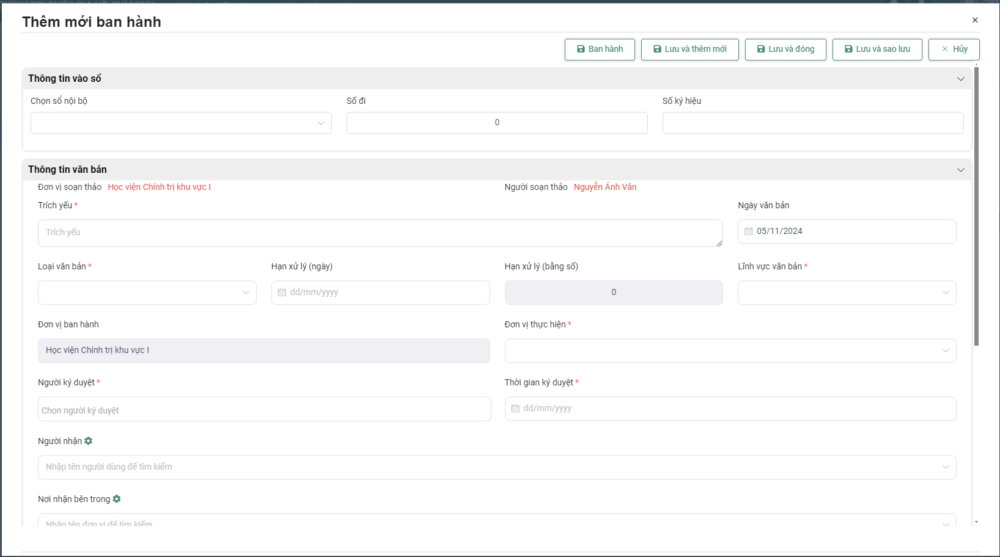 Thêm mới ban hành
Ban hành Lưu và thêm mới Lưu và đóng Lưu và sao lưu Hủy
Thông tin vào sổ
Chọn sổ nội bộ Số đi Số ký hiệu
0
Thông tin văn bản
Đơn vị soạn thảo Học viện Chính trị khu vực I Người soạn thảo Nguyễn Ánh Vân
Trích yếu * Ngày văn bản
Trích yếu 05/11/2024
Loại văn bản * Hạn xử lý (ngày) Hạn xử lý (bằng số) Lĩnh vực văn bản *
dd/mm/yyyy 0
Đơn vị ban hành Đơn vị thực hiện *
Học viện Chính trị khu vực I
Người ký duyệt * Thời gian ký duyệt *
Chọn người ký duyệt dd/mm/yyyy
Người nhận
Nhập tên người dùng để tìm kiếm
Nơi nhận bên trong
Nhập tên đơn vị để tìm kiếm